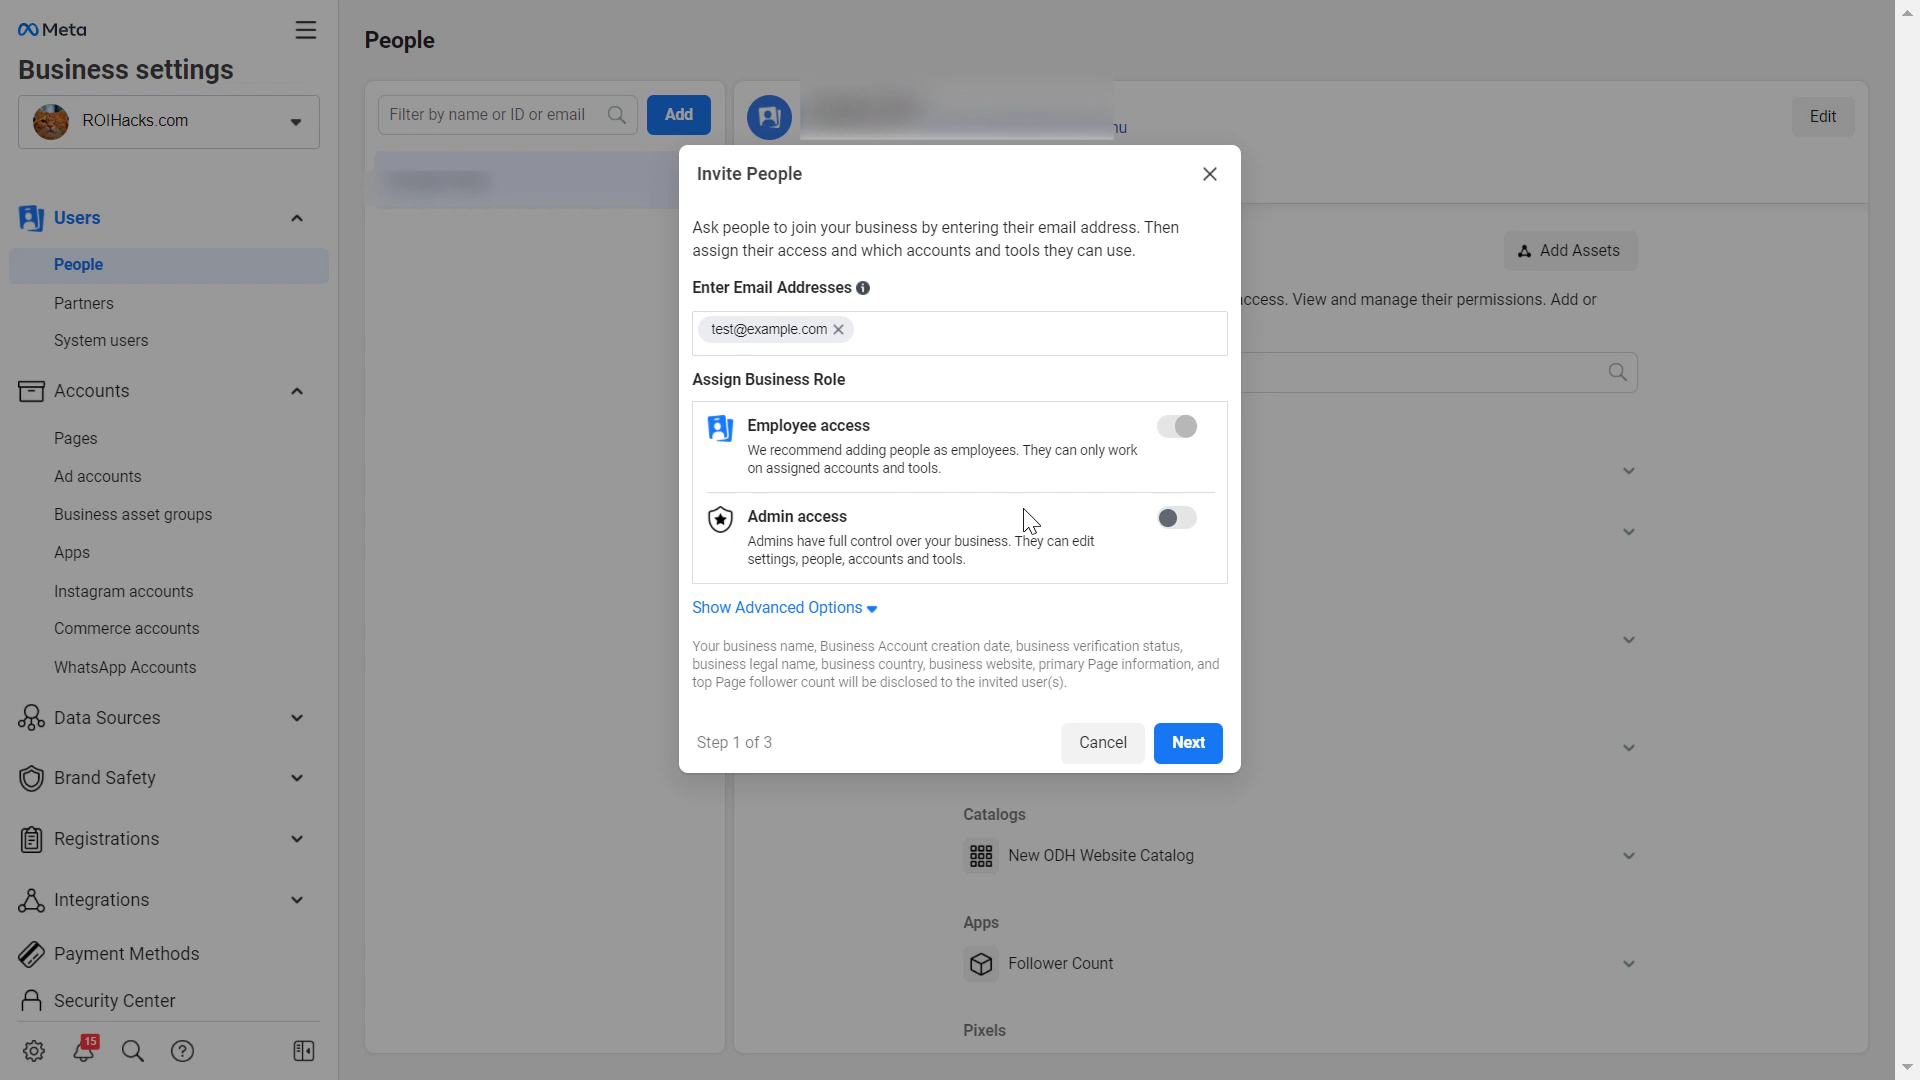 Meta
Business settings
ROIHacks.com
Users
People
Partners
System users
Accounts
Pages
Ad accounts
Business asset groups
Apps
Instagram accounts
Commerce accounts
WhatsApp Accounts
Data Sources
Brand Safety
Registrations
Integrations
Payment Methods
Security Center
15
People
Filter by name or ID or email
Add
nu
Edit
Add Assets
access. View and manage their permissions. Add or
Invite People
Ask people to join your business by entering their email address. Then
assign their access and which accounts and tools they can use.
Enter Email Addresses
test@example.com
Assign Business Role
Employee access
We recommend adding people as employees. They can only work
on assigned accounts and tools.
Admin access
Admins have full control over your business. They can edit
settings, people, accounts and tools.
Show Advanced Options
Your business name, Business Account creation date, business verification status,
business legal name, business country, business website, primary Page information, and
top Page follower count will be disclosed to the invited user(s).
Step 1 of 3
Cancel
Next
Catalogs
New ODH Website Catalog
Apps
Follower Count
Pixels